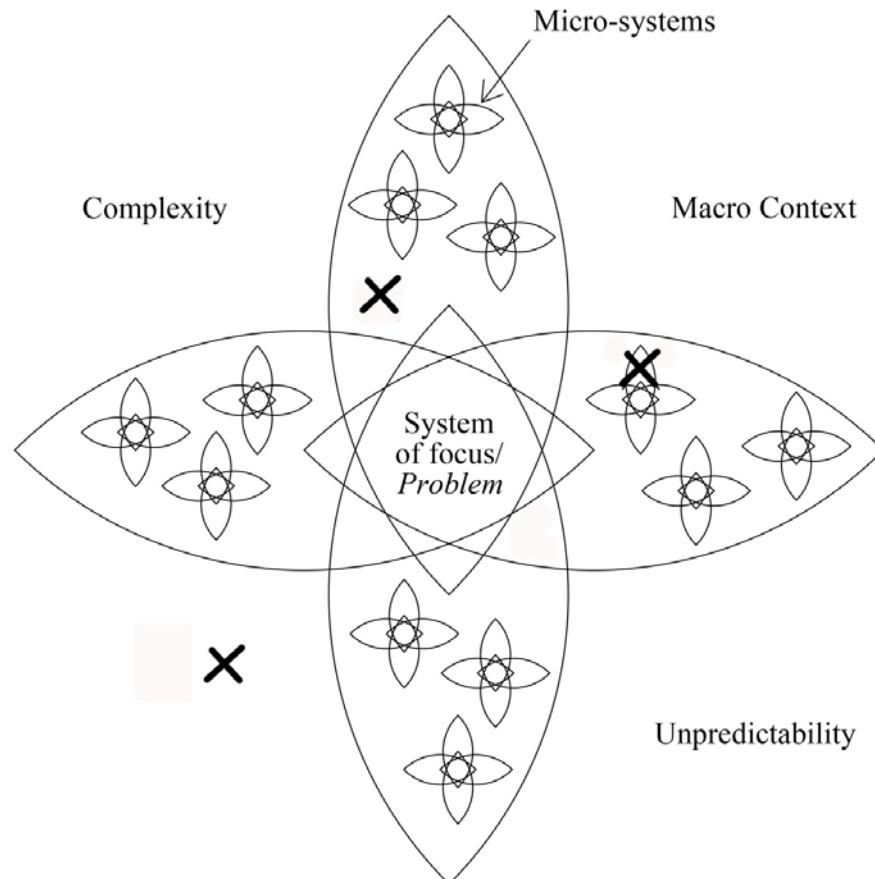 Micro-systems
Complexity
Macro Context
System
of focus/
Problem
Unpredictability